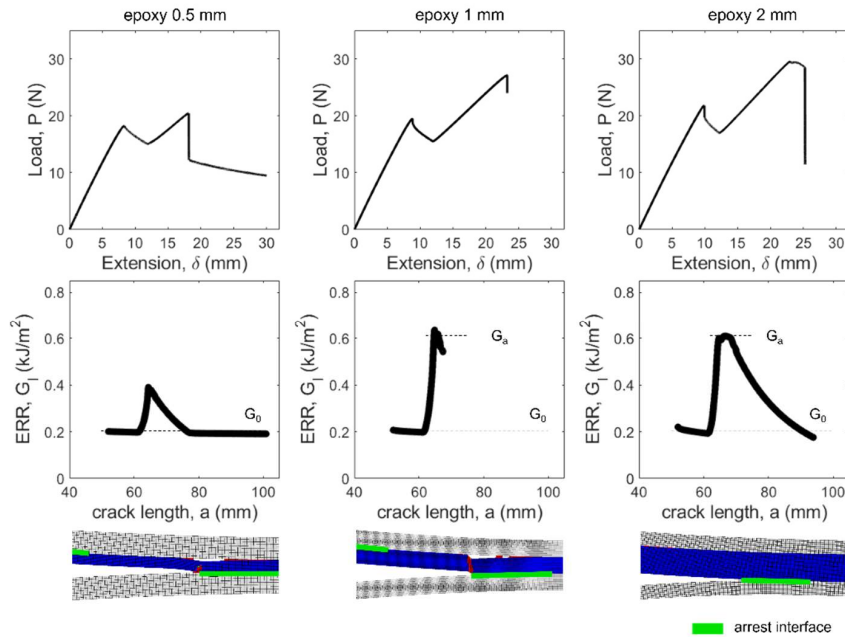 epoxy 0.5 mm
epoxy 1 mm
epoxy 2 mm
Load, P (N)
30
20
10
0
0 5 10 15 20 25 30
Extension, δ (mm)
Load, P (N)
30
20
10
0
0 5 10 15 20 25 30
Extension, δ (mm)
Load, P (N)
30
20
10
0
0 5 10 15 20 25 30
Extension, δ (mm)
ERR, G_I (kJ/m²)
0.8
0.6
0.4
0.2
0
G₀
40 60 80 100
crack length, a (mm)
ERR, G_I (kJ/m²)
0.8
0.6
0.4
0.2
0
Gₐ
G₀
40 60 80 100
crack length, a (mm)
ERR, G_I (kJ/m²)
0.8
0.6
0.4
0.2
0
Gₐ
G₀
40 60 80 100
crack length, a (mm)
arrest interface